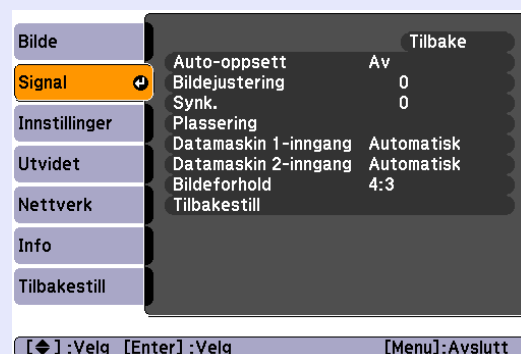 Bilde
Signal
Innstillinger
Utvidet
Nettverk
Info
Tilbakestill
Tilbake
Auto-oppsett Av
Bildejustering 0
Synk. 0
Plassering
Datamaskin 1-inngang Automatisk
Datamaskin 2-inngang Automatisk
Bildeforhold 4:3
Tilbakestill
[◆] :Velg [Enter] :Velg [Menu]:Avslutt